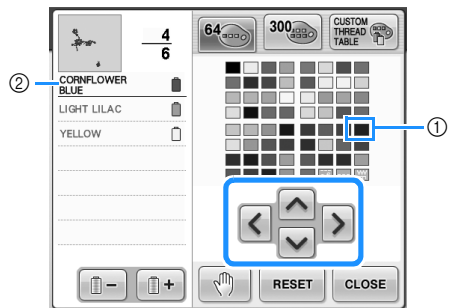 4
6
64
300
CUSTOM
THREAD
TABLE
②
CORNFLOWER
BLUE
LIGHT LILAC
YELLOW
①
−
+
RESET
CLOSE